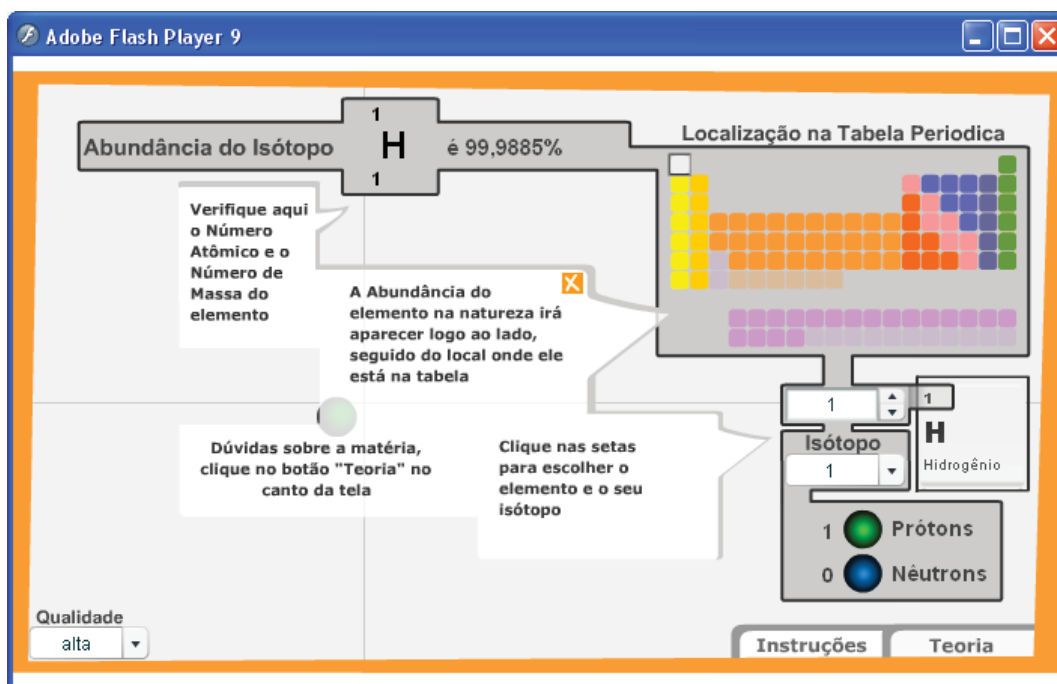 Adobe Flash Player 9
1
Abundância do Isótopo H é 99,9885%
1
Localização na Tabela Periodica
Verifique aqui
o Número
Atômico e o
Número de
Massa do
elemento
A Abundância do
elemento na natureza irá
aparecer logo ao lado,
seguido do local onde ele
está na tabela
Dúvidas sobre a matéria,
clique no botão "Teoria" no
canto da tela
Clique nas setas
para escolher o
elemento e o seu
isótopo
1
Isótopo
1
1
H
Hidrogênio
1 Prótons
0 Nêutrons
Qualidade
alta
Instruções
Teoria